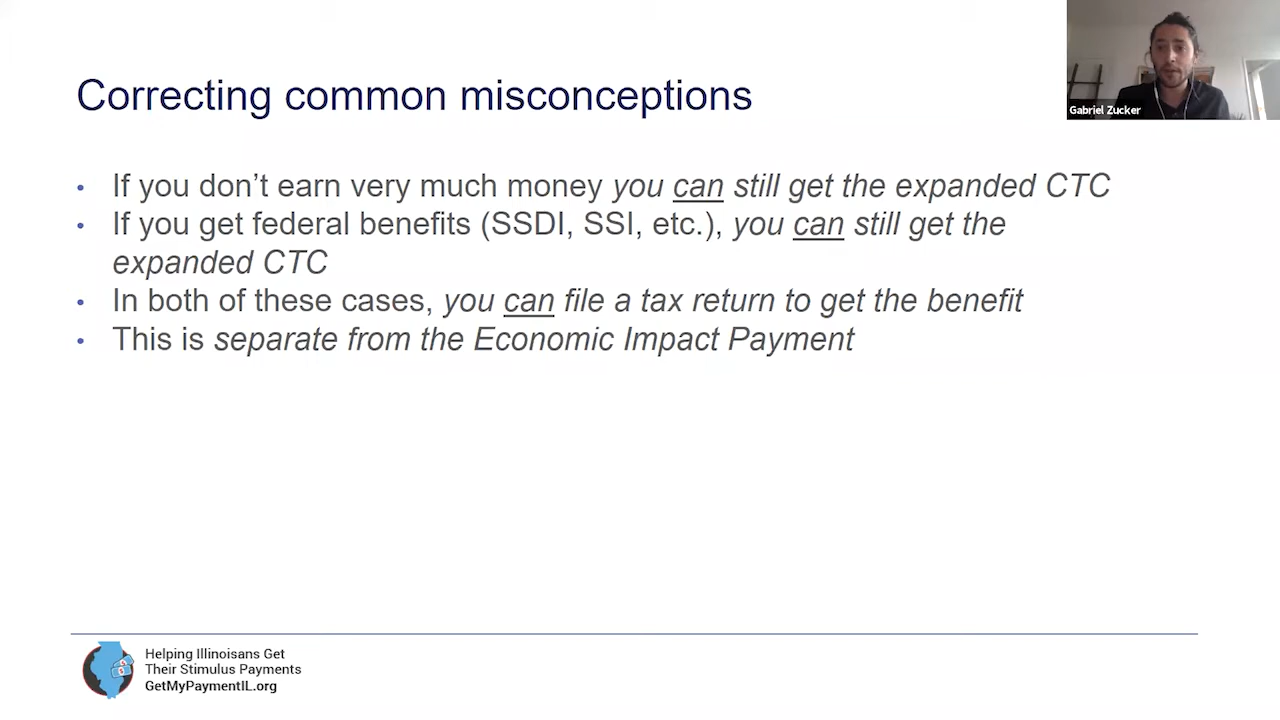 Correcting common misconceptions
Gabriel Zucker
• If you don’t earn very much money you can still get the expanded CTC
• If you get federal benefits (SSDI, SSI, etc.), you can still get the
expanded CTC
• In both of these cases, you can file a tax return to get the benefit
• This is separate from the Economic Impact Payment
Helping Illinoisans Get
Their Stimulus Payments
GetMyPaymentIL.org